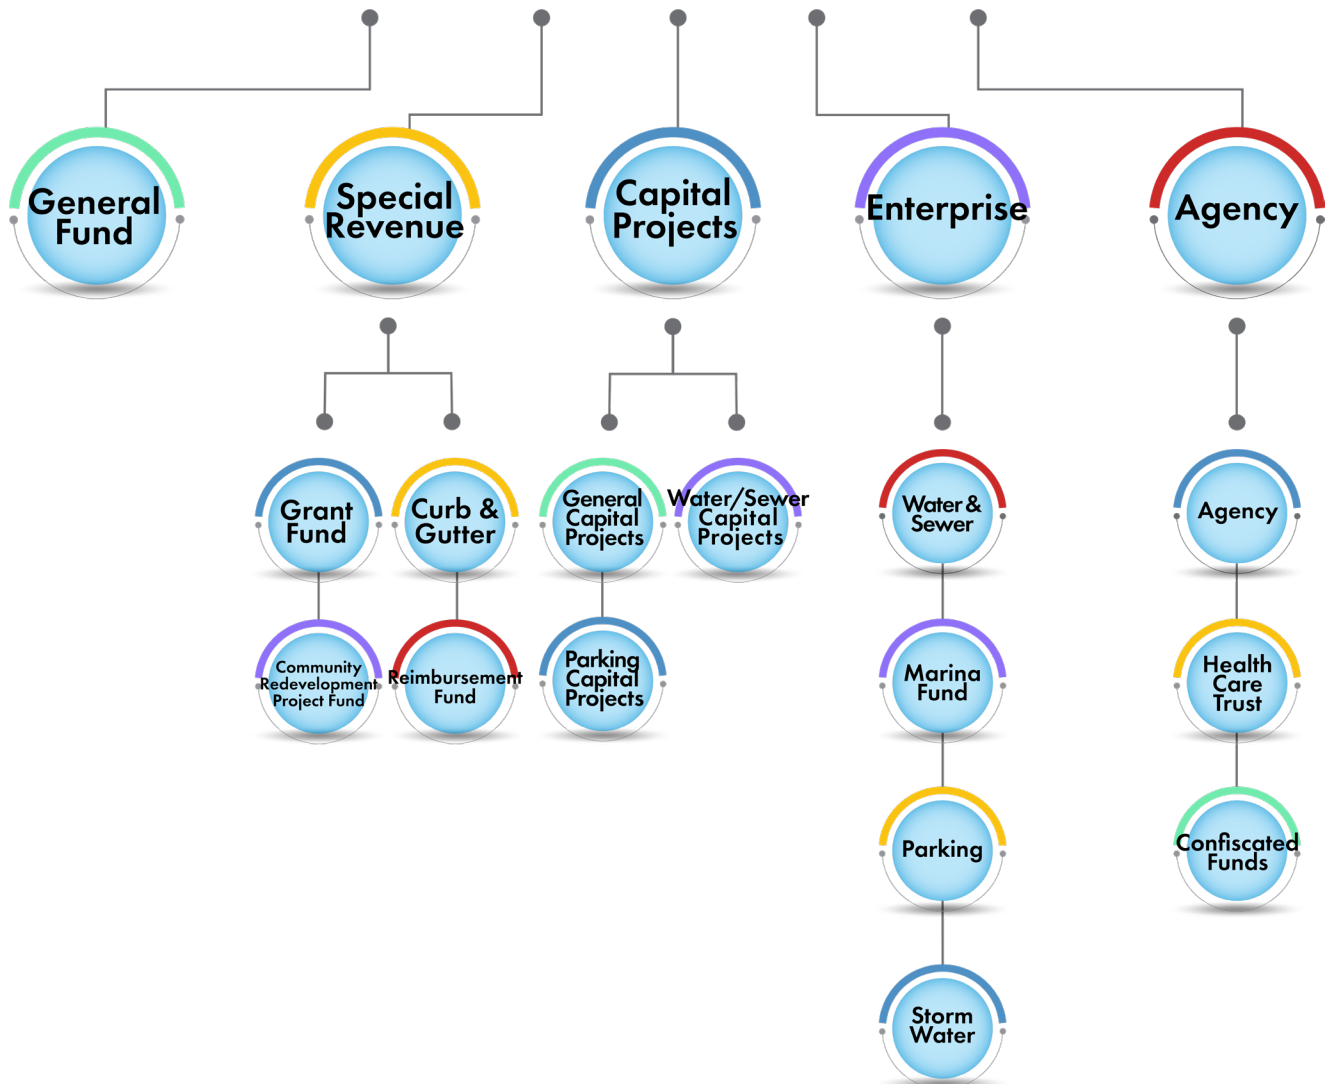 General
Fund
Special
Revenue
Capital
Projects
Enterprise
Agency
Grant
Fund
Curb &
Gutter
General
Capital
Projects
Water/Sewer
Capital
Projects
Water &
Sewer
Agency
Community
Redevelopment
Project Fund
Reimbursement
Fund
Parking
Capital
Projects
Marina
Fund
Health
Care
Trust
Parking
Confiscated
Funds
Storm
Water